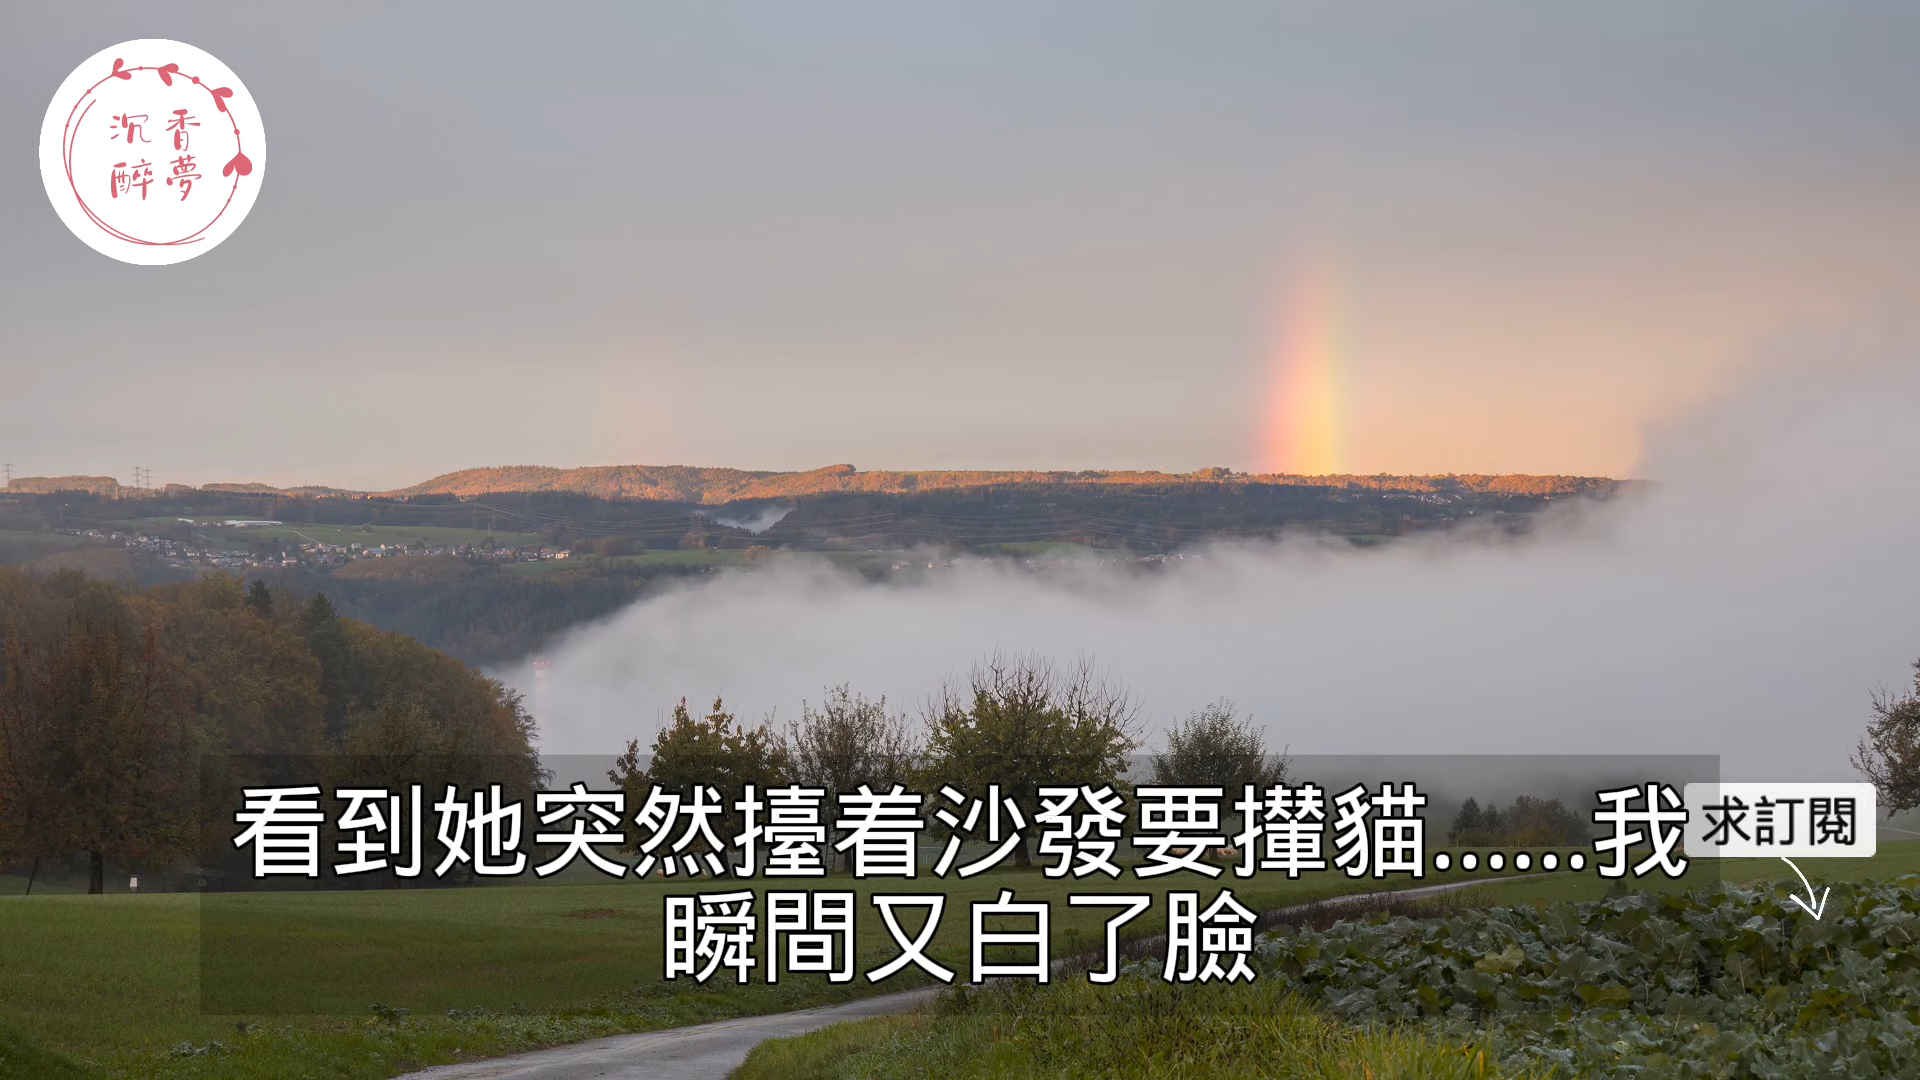 沉香
醉夢
看到她突然擡着沙發要攆貓......我
瞬間又白了臉
求訂閱